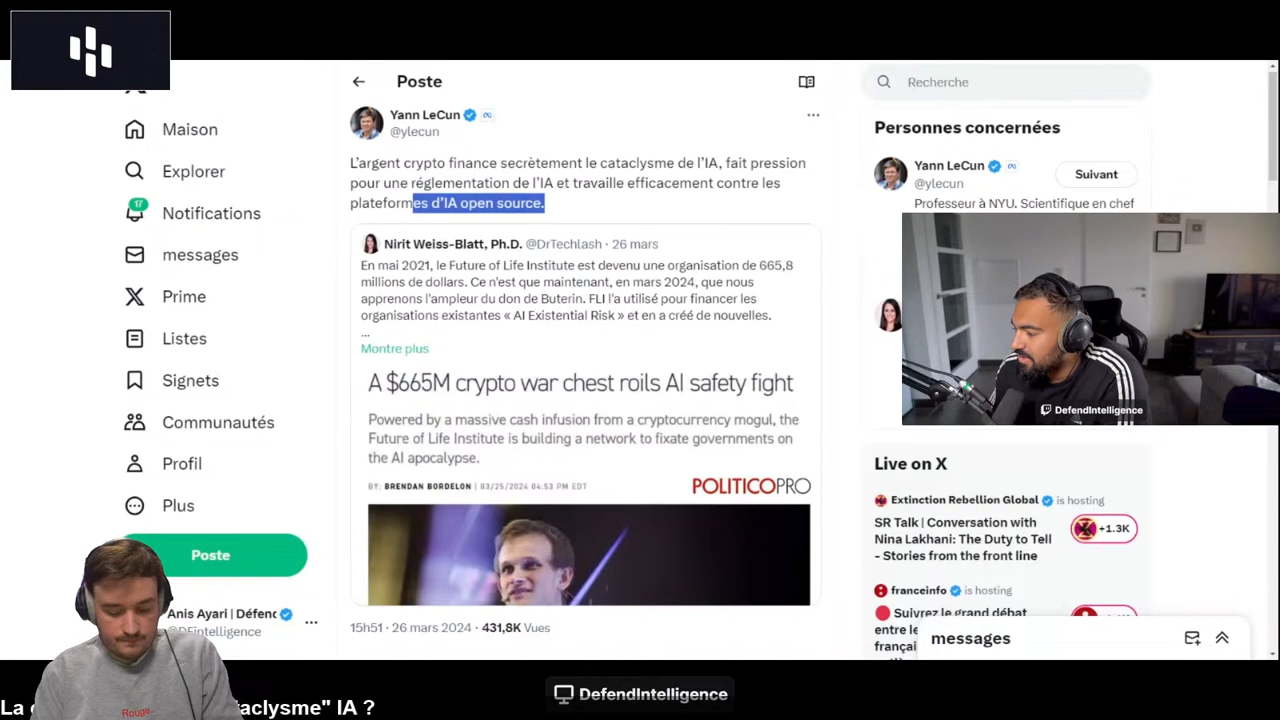 Poste
Yann LeCun
@ylecun
L'argent crypto finance secrètement le cataclysme de l'IA, fait pression
pour une réglementation de l'IA et travaille efficacement contre les
plateformes d'IA open source.
Nirit Weiss-Blatt, Ph.D. @DrTechlash · 26 mars
En mai 2021, le Future of Life Institute est devenu une organisation de 665,8
millions de dollars. Ce n'est que maintenant, en mars 2024, que nous
apprenons l'ampleur du don de Buterin. FLI l'a utilisé pour financer les
organisations existantes « AI Existential Risk » et en a créé de nouvelles.
...
Montre plus
A $665M crypto war chest roils AI safety fight
Powered by a massive cash infusion from a cryptocurrency mogul, the
Future of Life Institute is building a network to fixate governments on
the AI apocalypse.
BY: BRENDAN BORDELON | 03/25/2024 04:53 PM EDT
POLITICOPRO
15h51 · 26 mars 2024 · 431,8K Vues
Maison
Explorer
17
Notifications
messages
Prime
Listes
Signets
Communautés
Profil
Plus
Poste
Anis Ayari | Défenc
@DFintelligence
Recherche
Personnes concernées
Yann LeCun
Suivant
@ylecun
Professeur à NYU. Scientifique en chef
DefendIntelligence
Live on X
Extinction Rebellion Global is hosting
SR Talk | Conversation with
Nina Lakhani: The Duty to Tell
- Stories from the front line
+1.3K
franceinfo is hosting
Suivez le grand débat
entre le
françai
messages
Rouge.
DefendIntelligence
La
taclysme" IA ?